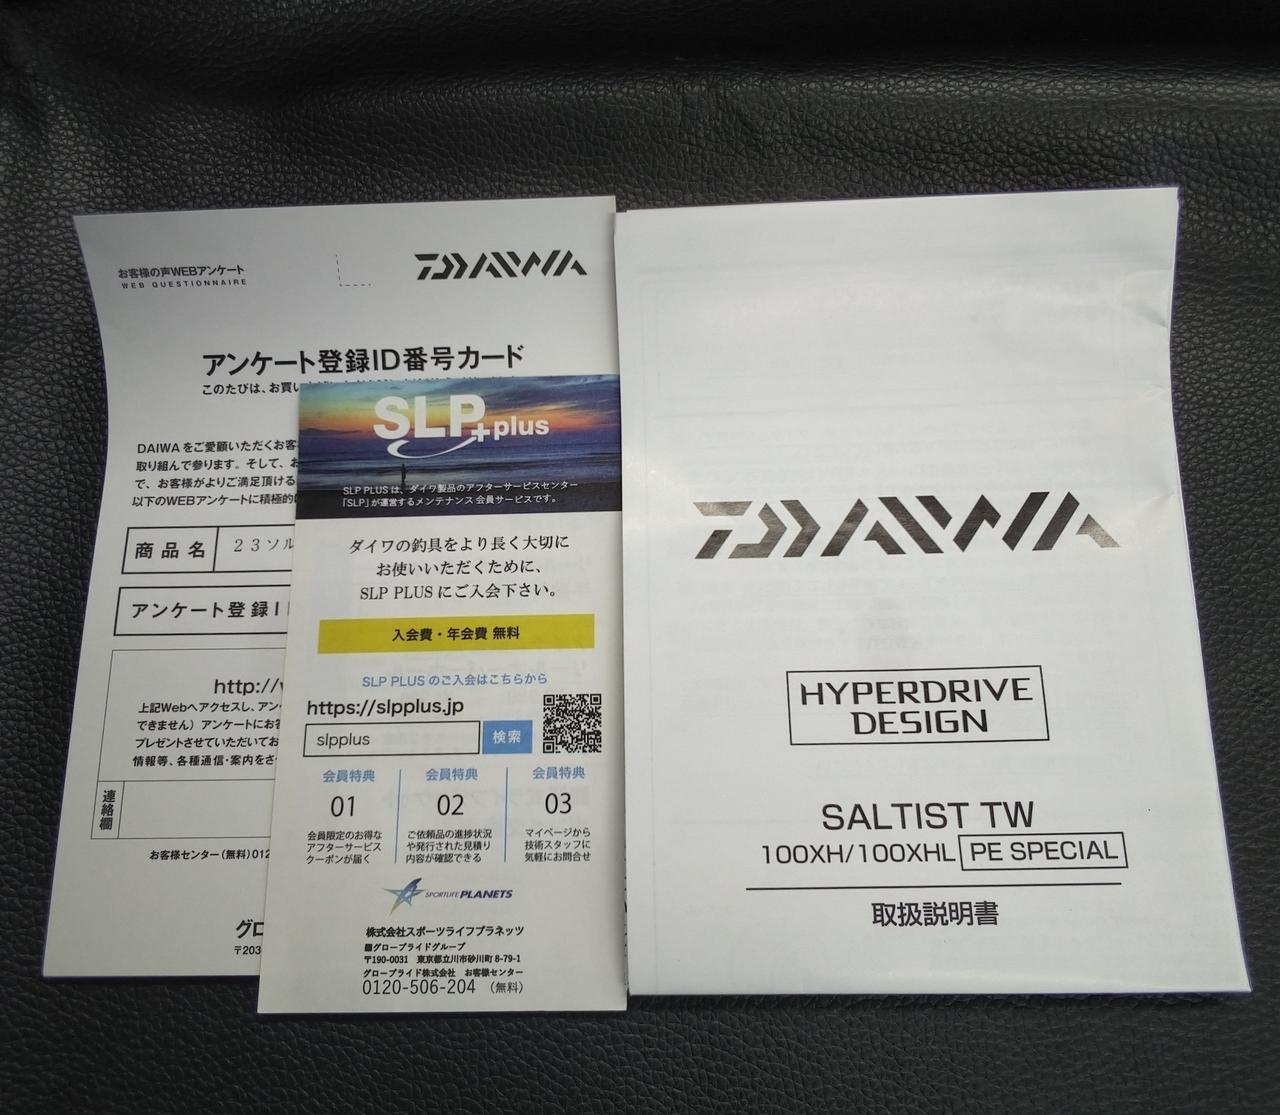 お客様の声WEBアンケート
WEB QUESTIONNAIRE
DAIWA
アンケート登録ID番号カード
このたびは、お買い
DAIWAをご愛顧いただくお客
取り組んで参ります。そして、お
で、お客様がよりご満足頂ける
以下のWEBアンケートに積極的に
商品名
23ソル
アンケート登録I
http://
上記Webへアクセスし、アン
できません）アンケートにお答
プレゼントさせていただいてお
情報等、各種通信・案内をさ
連絡欄
お客様センター（無料）012
グロ
〒203
SLP+plus
SLP PLUSは、ダイワ製品のアフターサービスセンター
「SLP」が運営するメンテナンス会員サービスです。
ダイワの釣具をより長く大切に
お使いいただくために、
SLP PLUSにご入会下さい。
入会費・年会費 無料
SLP PLUSのご入会はこちらから
https://slpplus.jp
slpplus 検索
会員特典
01
会員限定のお得な
アフターサービス
クーポンが届く
会員特典
02
ご依頼品の進捗状況
や発行された見積り
内容が確認できる
会員特典
03
マイページから
技術スタッフに
気軽にお問合せ
SPORTLIFE PLANETS
株式会社スポーツライフプラネッツ
グローブライドグループ
〒190-0031 東京都立川市砂川町8-79-1
グローブライド株式会社 お客様センター
0120-506-204 （無料）
DAIWA
HYPERDRIVE
DESIGN
SALTIST TW
100XH/100XHL PE SPECIAL
取扱説明書